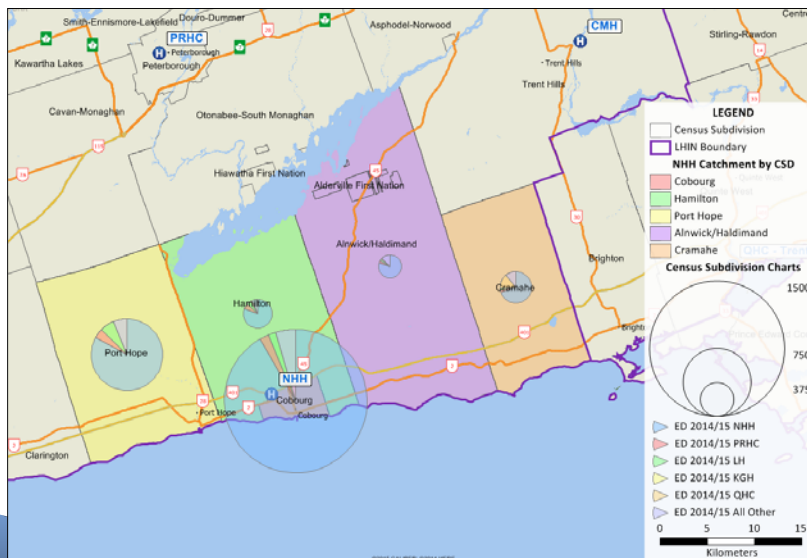 Smith-Ennismore-Lakefield
Douro-Dummer
Asphodel-Norwood
CMH
PRHC
Peterborough
Peterborough
Kawartha Lakes
Trent Hills
Trent Hills
Stirling-Rawdon
Cavan-Monaghan
Otonabee-South Monaghan
Hiawatha First Nation
Alderville First Nation
Alnwick/Haldimand
Brighton
Cramahe
Hamilton
Port Hope
NHH
Cobourg
Port Hope
Cobourg
Clarington
LEGEND
Census Subdivision
LHIN Boundary
NHH Catchment by CSD
Cobourg
Hamilton
Port Hope
Alnwick/Haldimand
Cramahe
Census Subdivision Charts
ED 2014/15 NHH
ED 2014/15 PRHC
ED 2014/15 LH
ED 2014/15 KGH
ED 2014/15 QHC
ED 2014/15 All Other
0 5 10 15
Kilometers